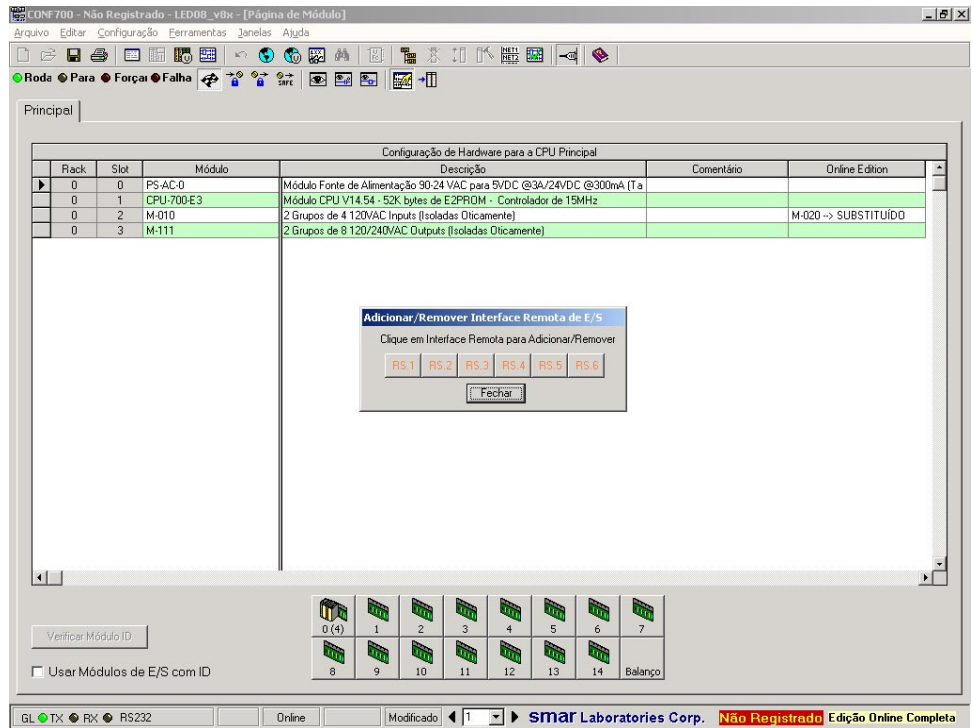 CONF700 - Não Registrado - LED08_v8x - [Página de Módulo]
Arquivo Editar Configuração Ferramentas Janelas Ajuda
NET1 NET2
Roda Para Forçar Falha SAFE
Principal
Configuração de Hardware para a CPU Principal
Rack Slot Módulo Descrição Comentário Online Edition
0 0 PS-AC-0 Módulo Fonte de Alimentação 90-24 VAC para 5VDC @3A/24VDC @300mA (Ta
0 1 CPU-700-E3 Módulo CPU V14.54 - 52K bytes de E2PROM - Controlador de 15MHz
0 2 M-010 2 Grupos de 4 120VAC Inputs (Isoladas Oticamente) M-020 --> SUBSTITUÍDO
0 3 M-111 2 Grupos de 8 120/240VAC Outputs (Isoladas Oticamente)
Adicionar/Remover Interface Remota de E/S
Clique em Interface Remota para Adicionar/Remover
RS.1 RS.2 RS.3 RS.4 RS.5 RS.6
Fechar
0 (4) 1 2 3 4 5 6 7
8 9 10 11 12 13 14 Balanço
Verificar Módulo ID
Usar Módulos de E/S com ID
GL TX RX RS232 Online Modificado 1 smar Laboratories Corp. Não Registrado Edição Online Completa